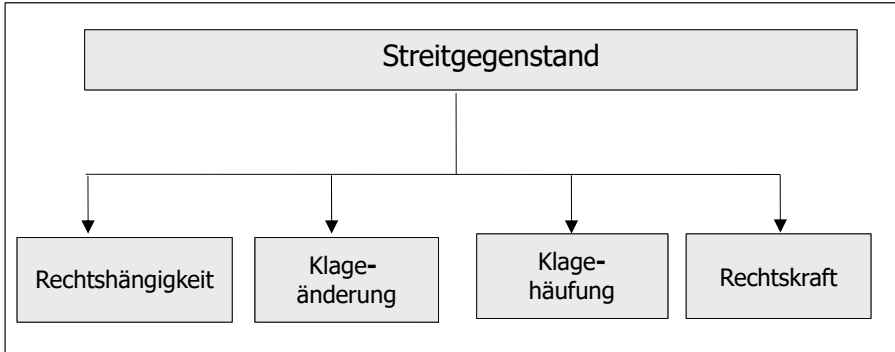 Streitgegenstand
Rechtshängigkeit
Klage-
änderung
Klage-
häufung
Rechtskraft